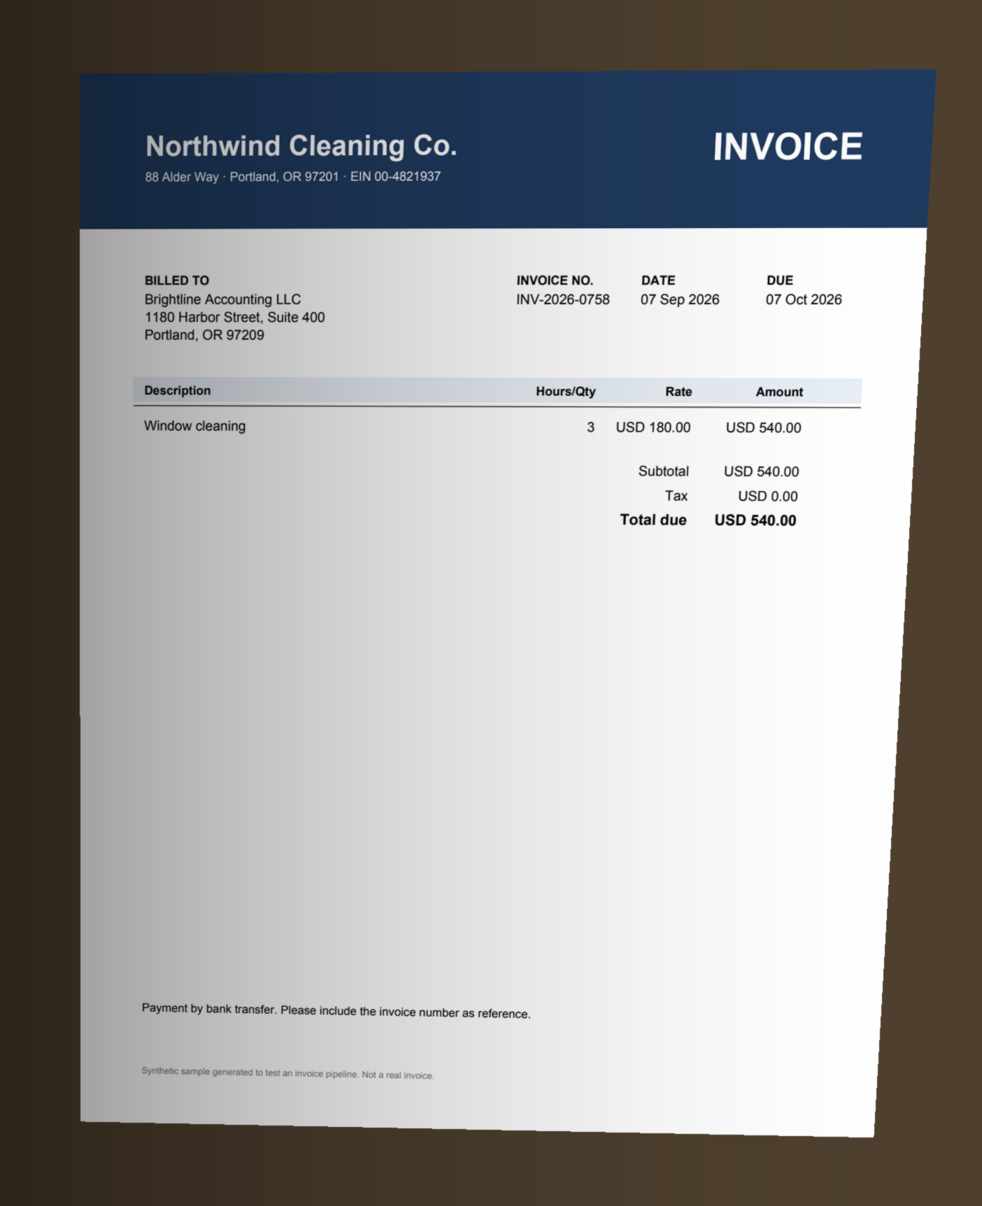 Northwind Cleaning Co.
INVOICE
88 Alder Way · Portland, OR 97201 · EIN 00-4821937
BILLED TO
Brightline Accounting LLC
1180 Harbor Street, Suite 400
Portland, OR 97209
INVOICE NO.
INV-2026-0758
DATE
07 Sep 2026
DUE
07 Oct 2026
Description Hours/Qty Rate Amount
Window cleaning 3 USD 180.00 USD 540.00
Subtotal USD 540.00
Tax USD 0.00
Total due USD 540.00
Payment by bank transfer. Please include the invoice number as reference.
Synthetic sample generated to test an invoice pipeline. Not a real invoice.